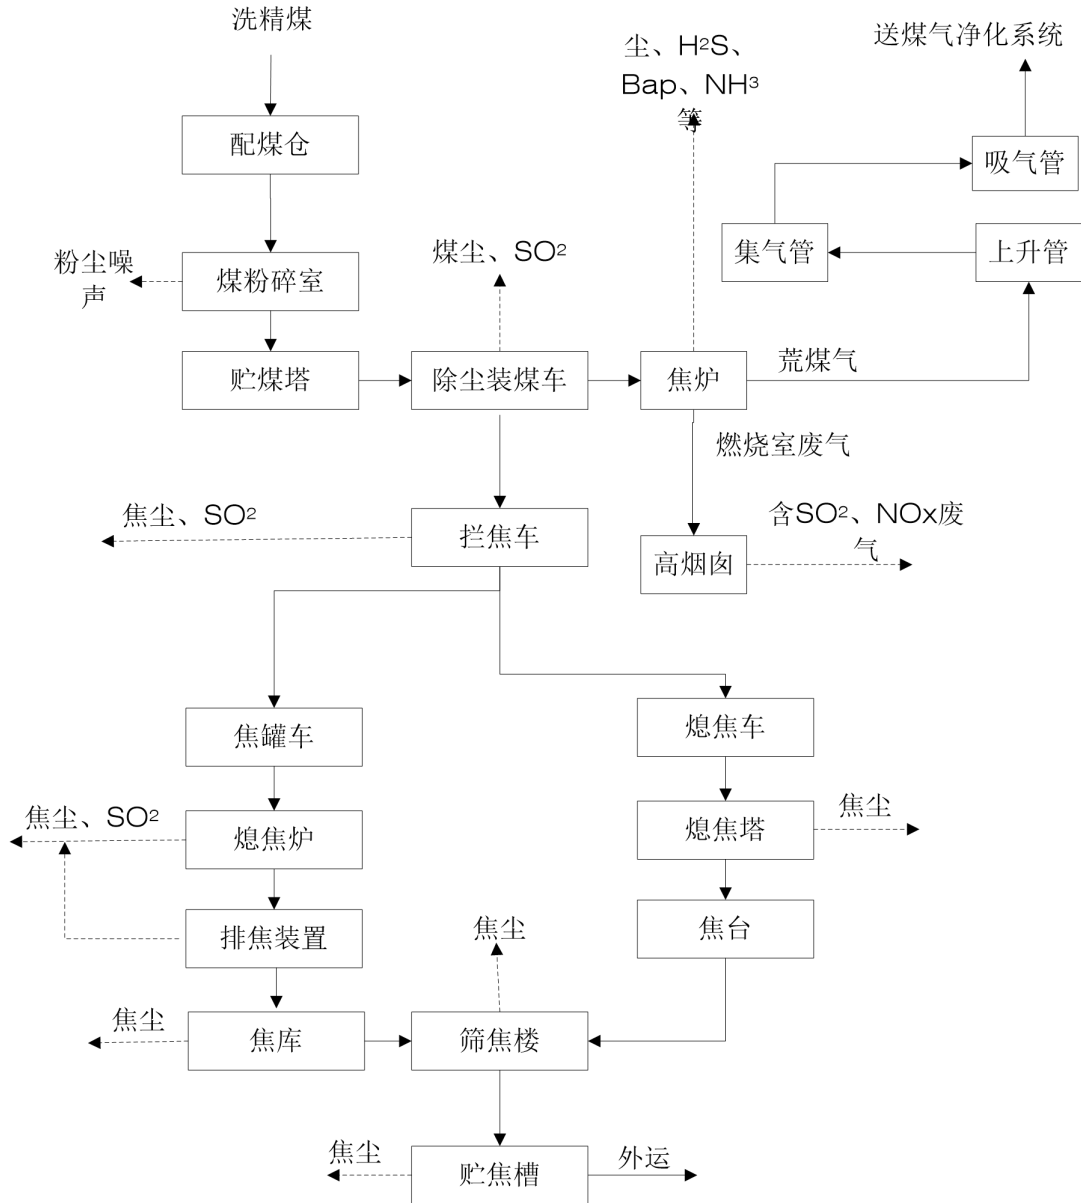 洗精煤
尘、H2S、
Bap、NH3
等
送煤气净化系统
配煤仓
吸气管
粉尘噪
声
煤粉碎室
煤尘、SO2
集气管
上升管
贮煤塔
除尘装煤车
焦炉
荒煤气
燃烧室废气
焦尘、SO2
拦焦车
高烟囱
含SO2、NOx废
气
焦罐车
熄焦车
焦尘、SO2
熄焦炉
熄焦塔
焦尘
排焦装置
焦尘
焦台
焦尘
焦库
筛焦楼
焦尘
贮焦槽
外运